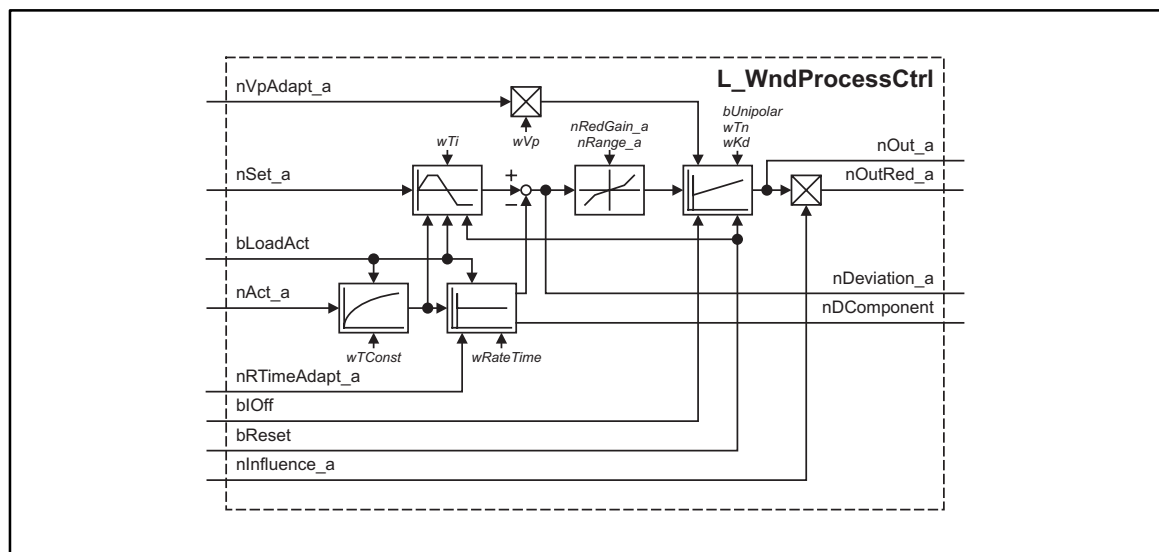 L_WndProcessCtrl
nVpAdapt_a
wVp
bUnipolar
wTn
wKd
nRedGain_a
nRange_a
wTi
nOut_a
nSet_a
+
−
nOutRed_a
bLoadAct
nAct_a
nDeviation_a
nDComponent
wTConst
wRateTime
nRTimeAdapt_a
bIOff
bReset
nInfluence_a